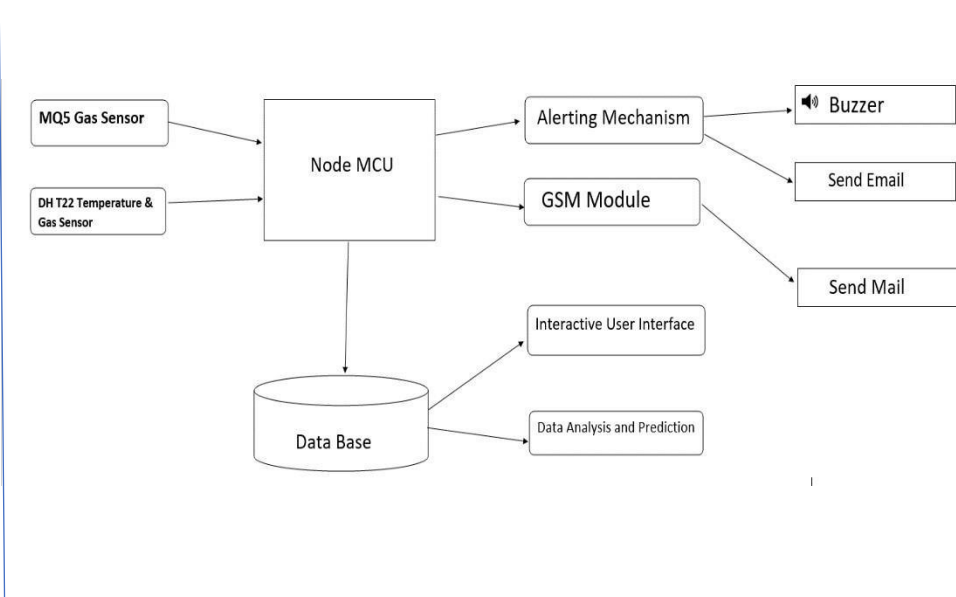 MQ5 Gas Sensor
DH T22 Temperature &
Gas Sensor
Node MCU
Alerting Mechanism
GSM Module
Buzzer
Send Email
Send Mail
Interactive User Interface
Data Base
Data Analysis and Prediction